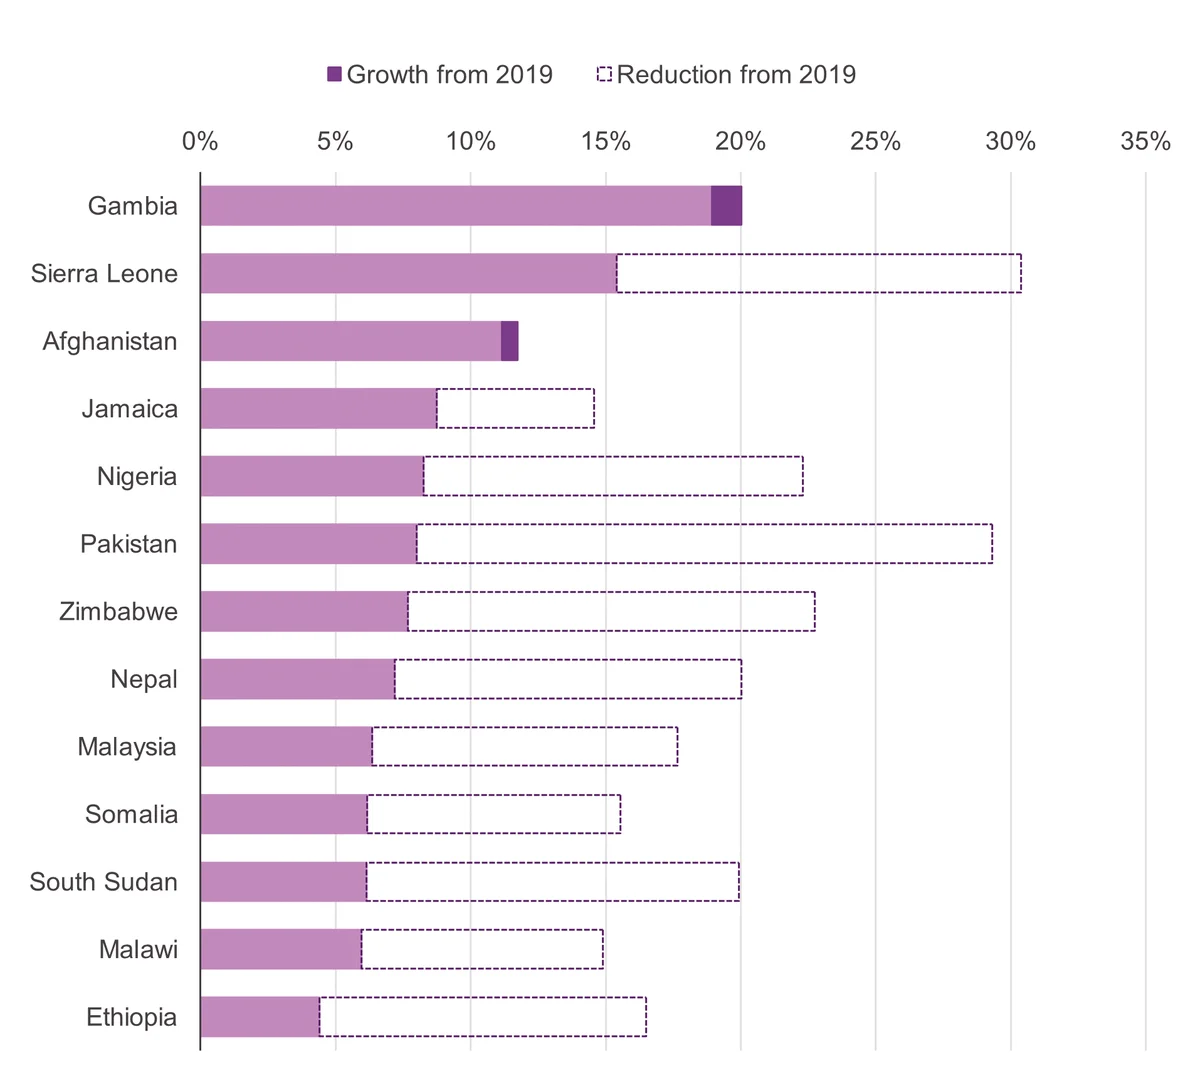 Growth from 2019 Reduction from 2019
0% 5% 10% 15% 20% 25% 30% 35%
Gambia
Sierra Leone
Afghanistan
Jamaica
Nigeria
Pakistan
Zimbabwe
Nepal
Malaysia
Somalia
South Sudan
Malawi
Ethiopia